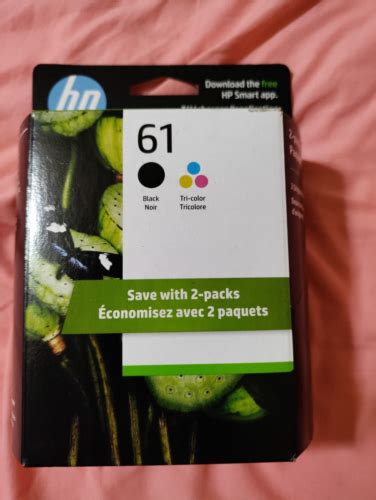 Download the free
HP Smart app.
hp
61
Black
Noir
Tri-color
Tricolore
Save with 2-packs
Économisez avec 2 paquets